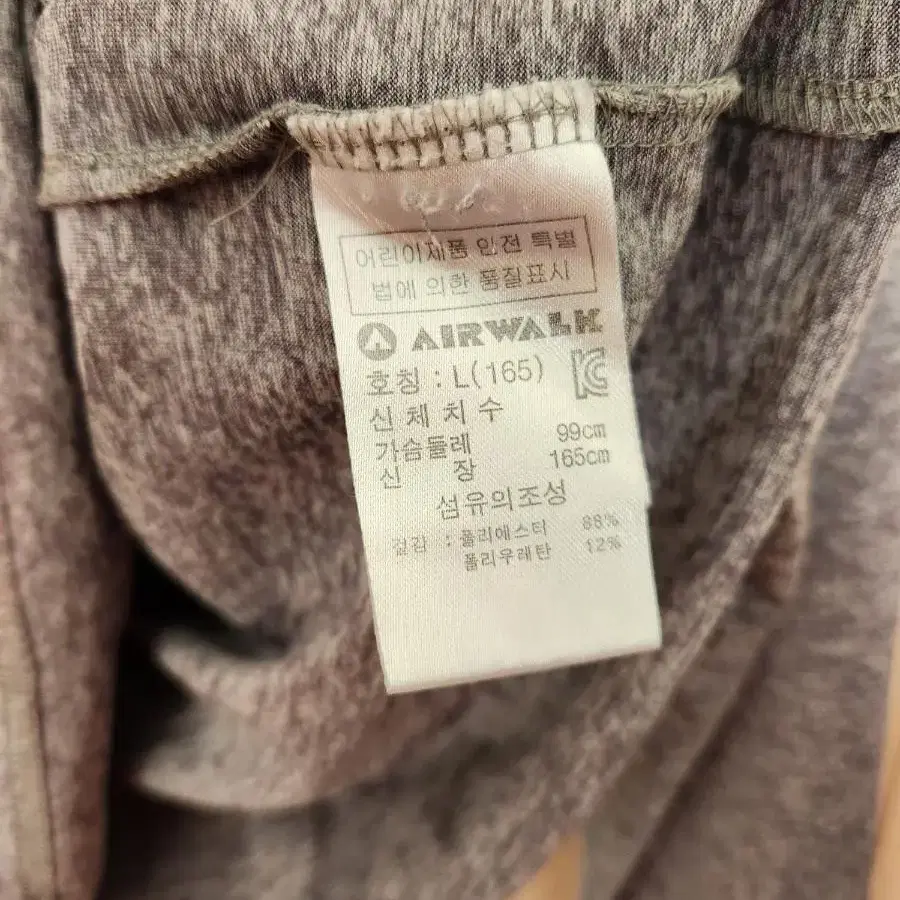 어린이제품 안전 특별
법에 의한 품질표시
AIRWALK
호칭 : L(165)
신체치수
가슴둘레 99cm
신 장 165cm
섬유의조성
겉감 : 폴리에스터 88%
폴리우레탄 12%